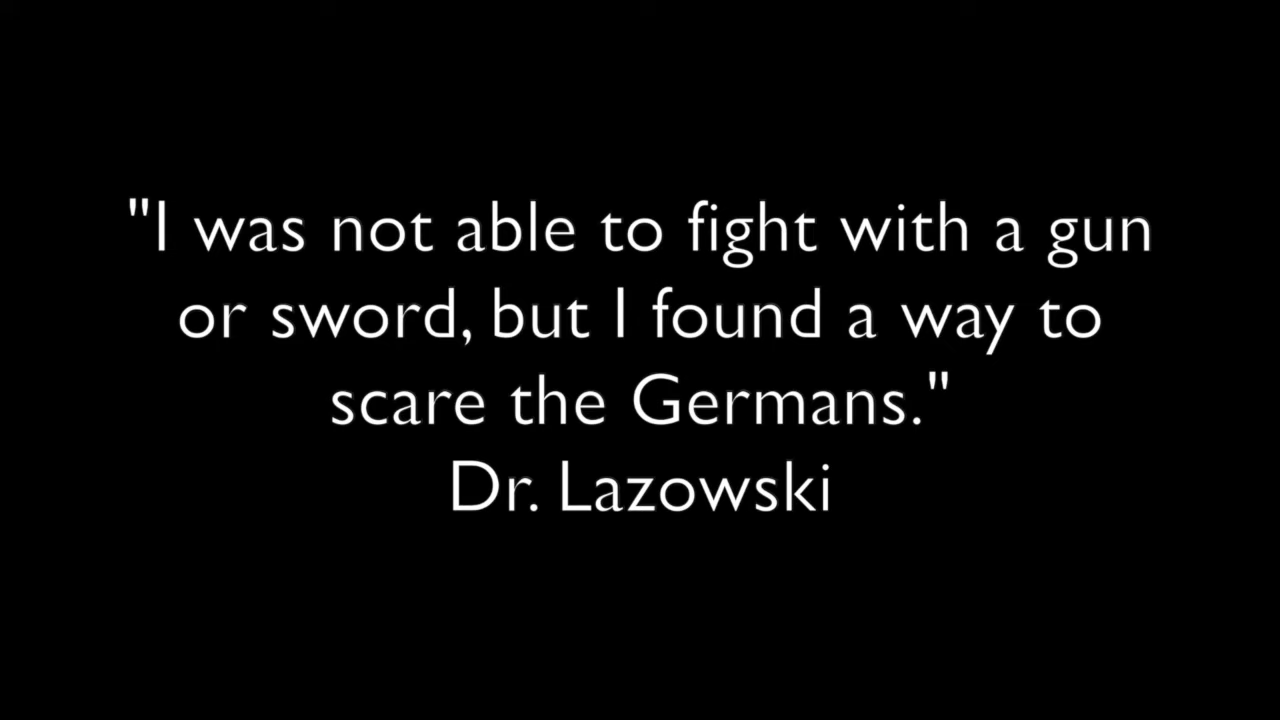 "I was not able to fight with a gun
or sword, but I found a way to
scare the Germans."
Dr. Lazowski